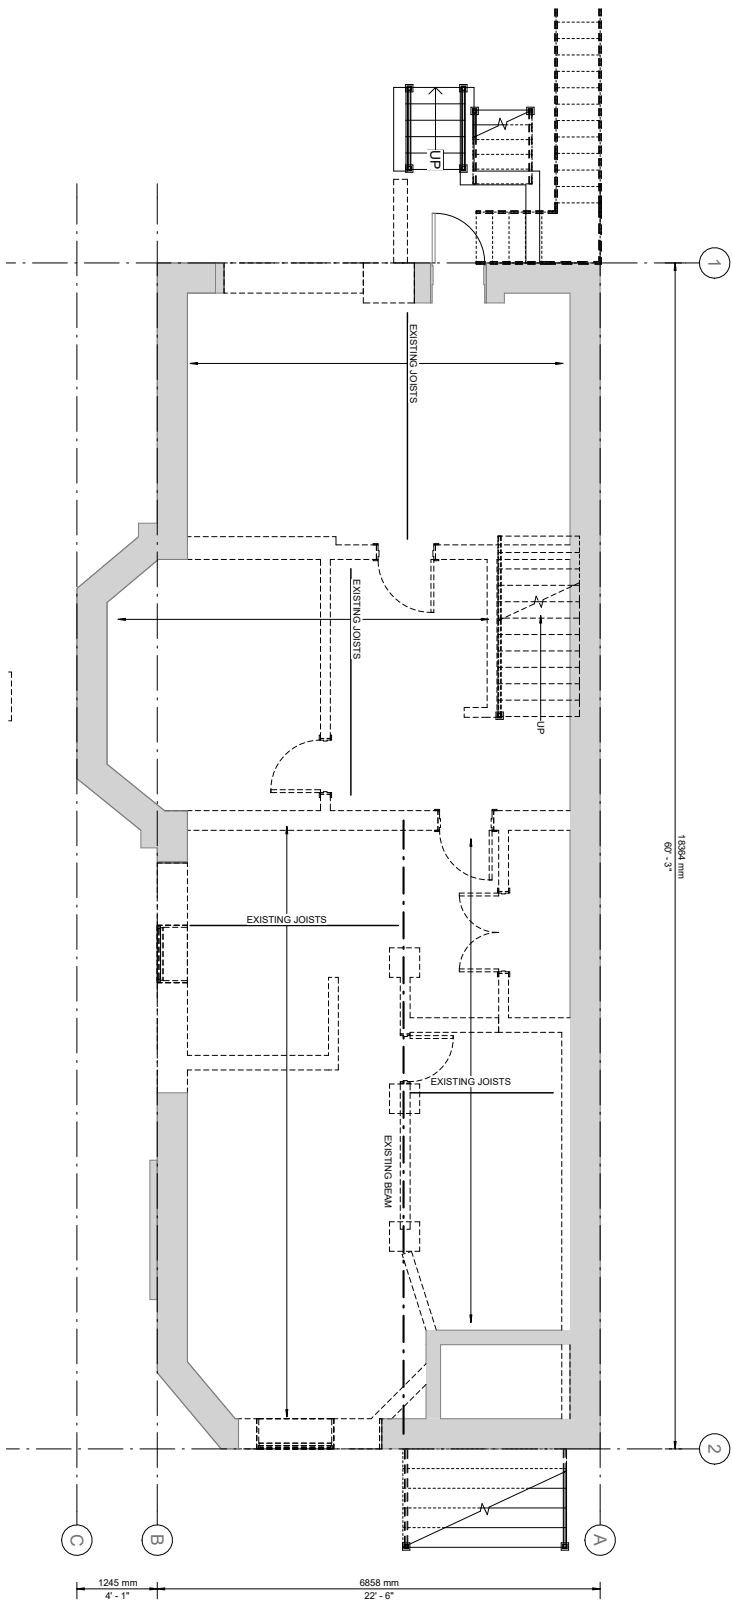 UP
1
EXISTING JOISTS
EXISTING JOISTS
UP
18364 mm
60' - 3"
EXISTING JOISTS
EXISTING JOISTS
EXISTING BEAM
2
C
B
A
1245 mm
4' - 1"
6858 mm
22' - 6"